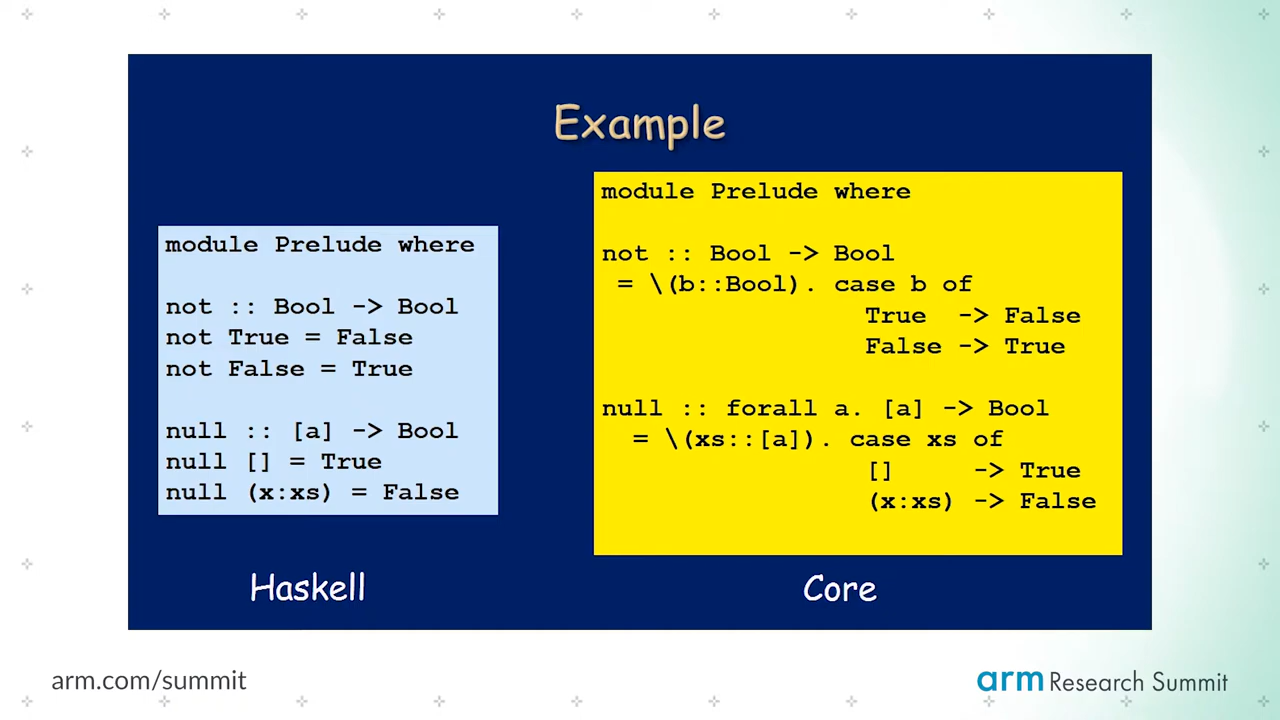 Example
module Prelude where
not :: Bool -> Bool
not True = False
not False = True
null :: [a] -> Bool
null [] = True
null (x:xs) = False
Haskell
module Prelude where
not :: Bool -> Bool
= \(b::Bool). case b of
True -> False
False -> True
null :: forall a. [a] -> Bool
= \(xs::[a]). case xs of
[] -> True
(x:xs) -> False
Core
arm.com/summit
arm Research Summit